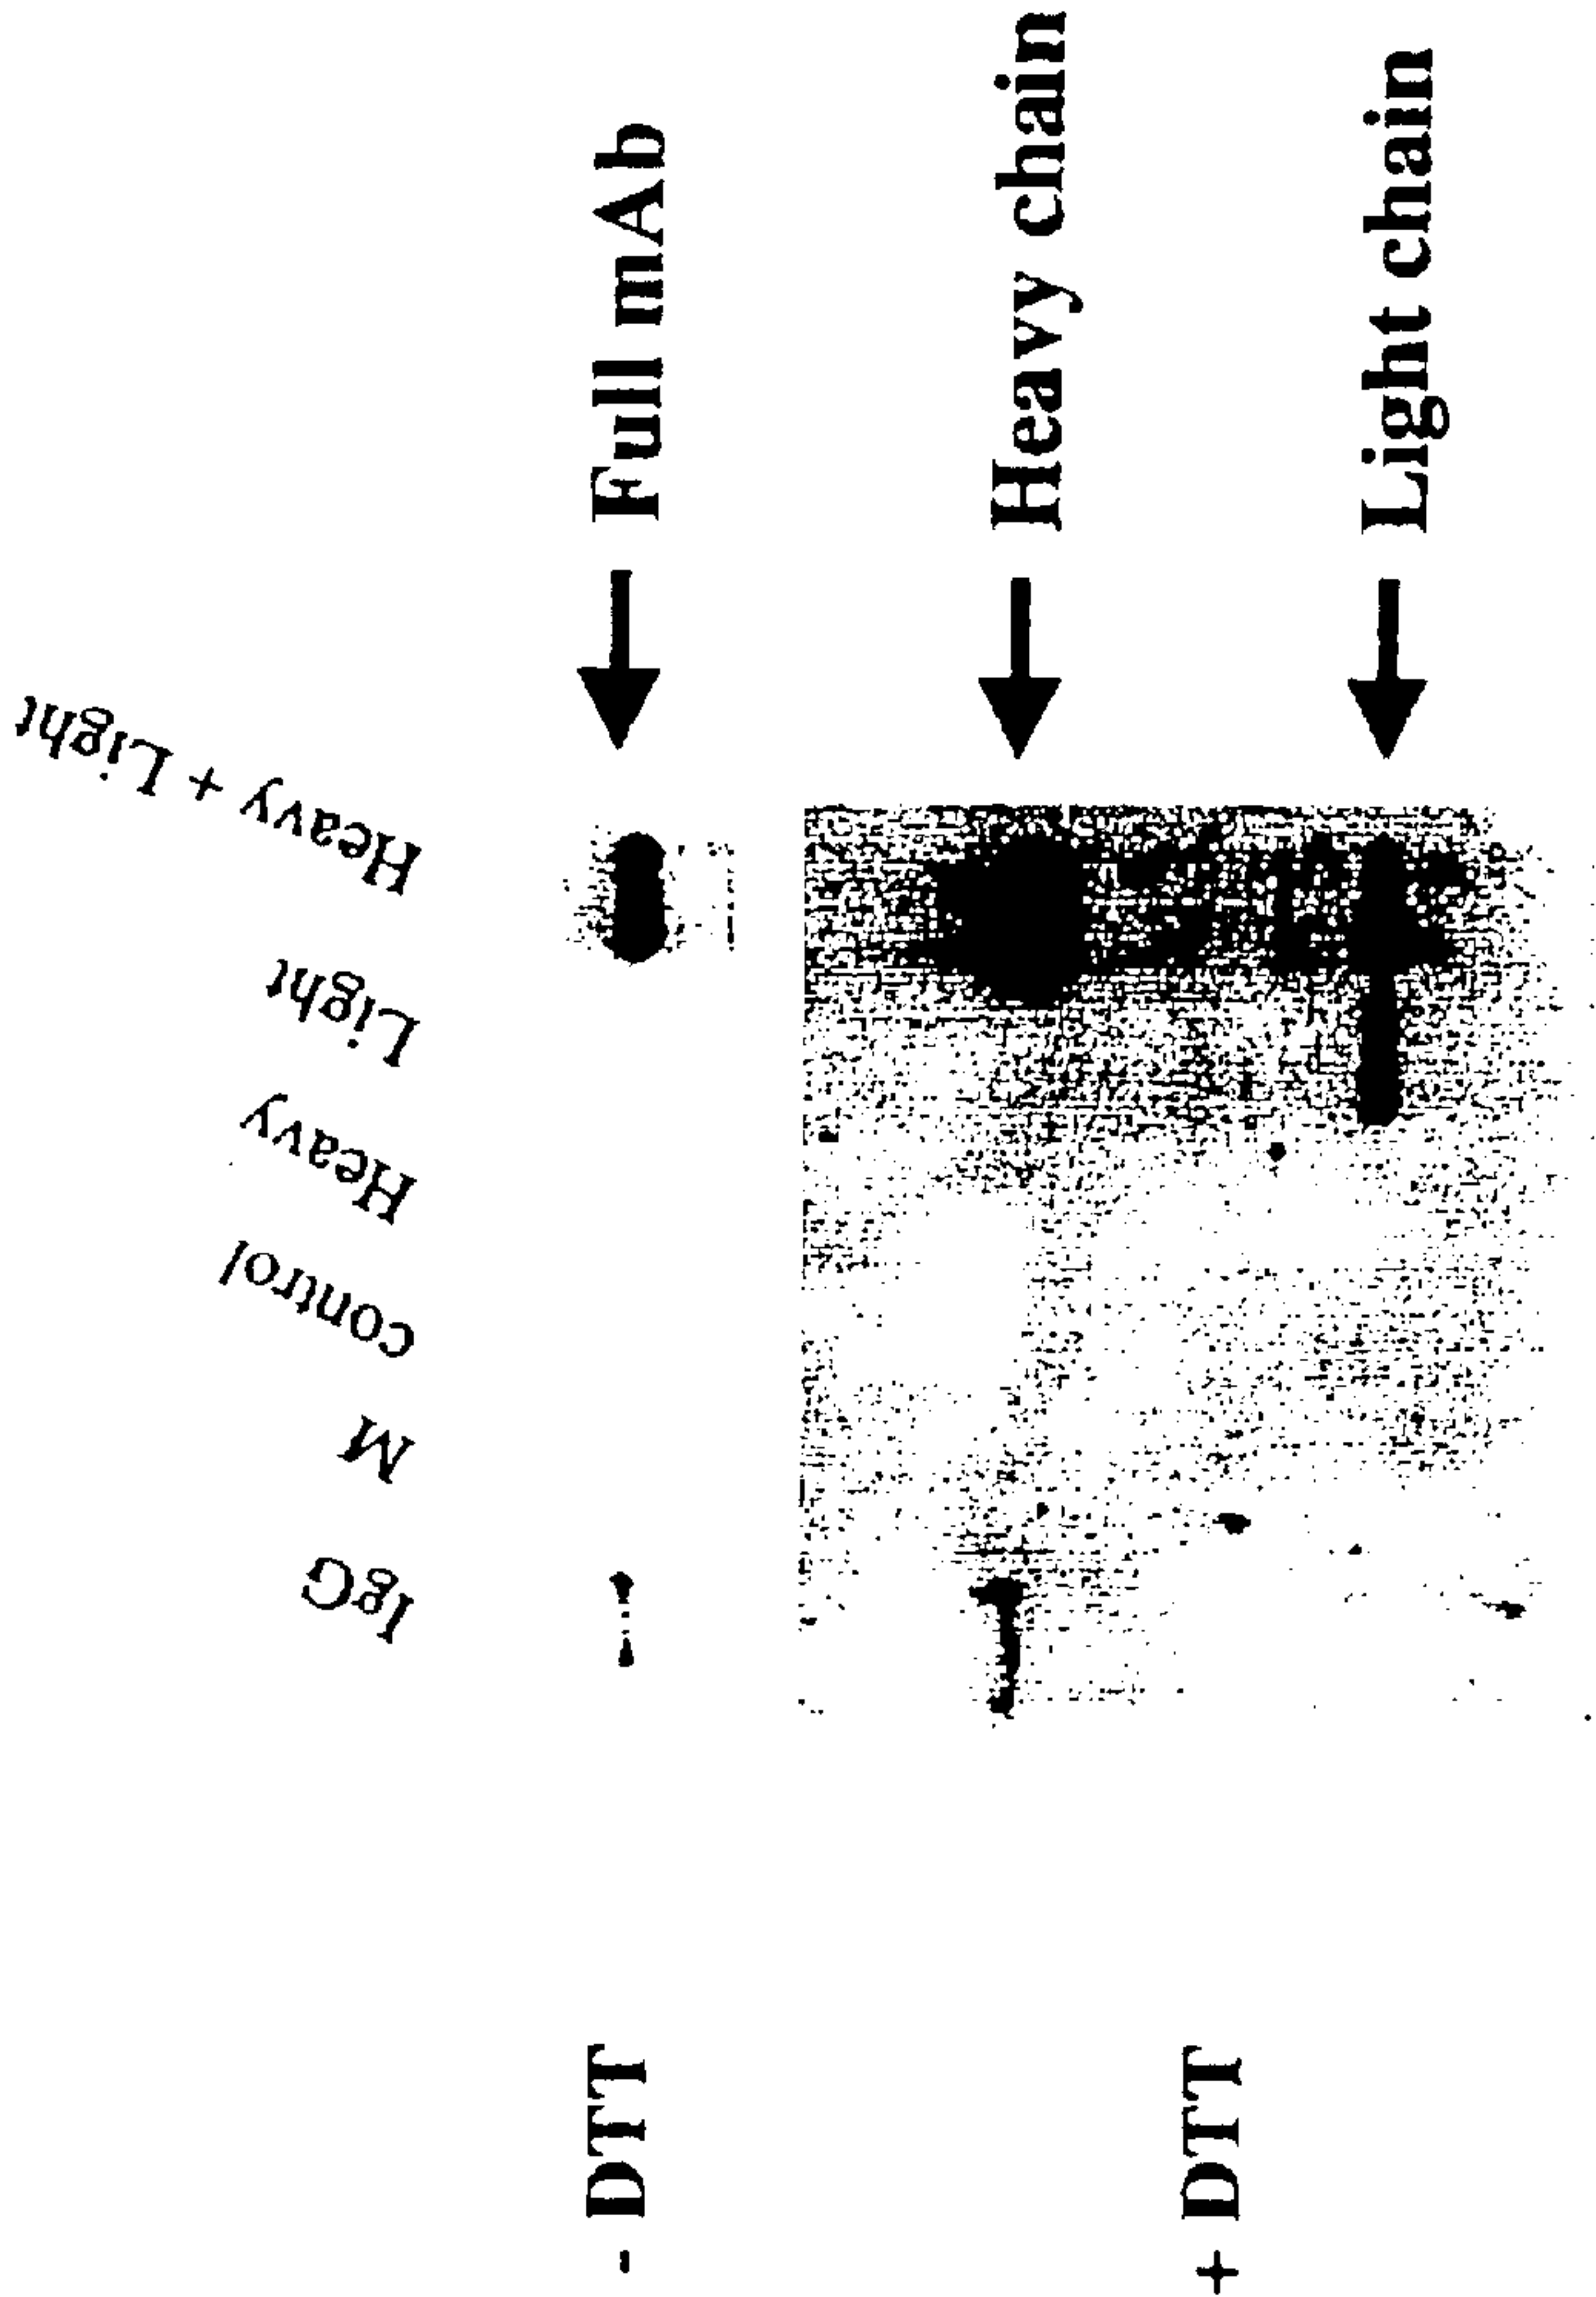 IgG
M
control
Heavy
Light
Heavy + Light
- DTT
Full mAb
+ DTT
Heavy chain
Light chain